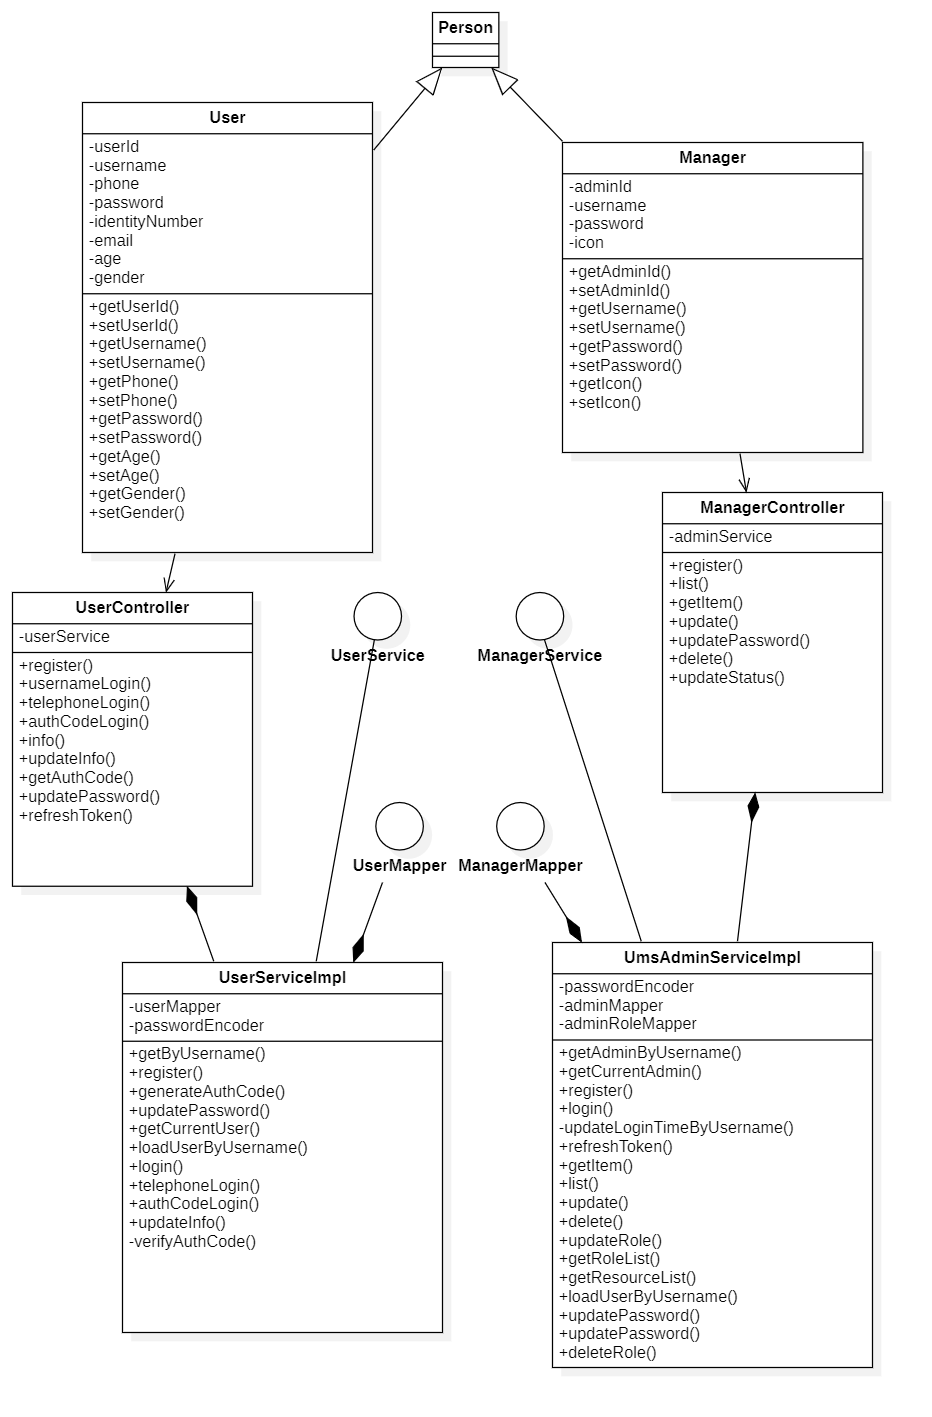 Person
User
-userId
-username
-phone
-password
-identityNumber
-email
-age
-gender
+getUserId()
+setUserId()
+getUsername()
+setUsername()
+getPhone()
+setPhone()
+getPassword()
+setPassword()
+getAge()
+setAge()
+getGender()
+setGender()
Manager
-adminId
-username
-password
-icon
+getAdminId()
+setAdminId()
+getUsername()
+setUsername()
+getPassword()
+setPassword()
+getIcon()
+setIcon()
UserController
-userService
+register()
+usernameLogin()
+telephoneLogin()
+authCodeLogin()
+info()
+updateInfo()
+getAuthCode()
+updatePassword()
+refreshToken()
UserService
ManagerService
ManagerController
-adminService
+register()
+list()
+getItem()
+update()
+updatePassword()
+delete()
+updateStatus()
UserMapper
ManagerMapper
UserServiceImpl
-userMapper
-passwordEncoder
+getByUsername()
+register()
+generateAuthCode()
+updatePassword()
+getCurrentUser()
+loadUserByUsername()
+login()
+telephoneLogin()
+authCodeLogin()
+updateInfo()
-verifyAuthCode()
UmsAdminServiceImpl
-passwordEncoder
-adminMapper
-adminRoleMapper
+getAdminByUsername()
+getCurrentAdmin()
+register()
+login()
-updateLoginTimeByUsername()
+refreshToken()
+getItem()
+list()
+update()
+delete()
+updateRole()
+getRoleList()
+getResourceList()
+loadUserByUsername()
+updatePassword()
+updatePassword()
+deleteRole()